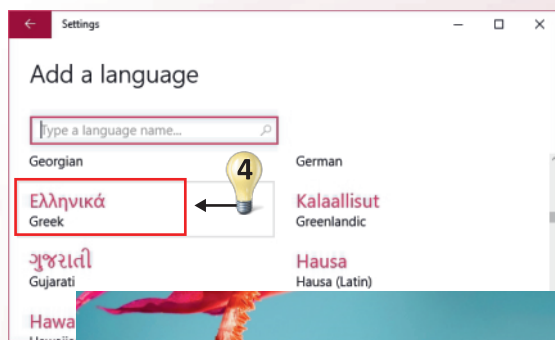 Settings
Add a language
Type a language name...
Georgian German
4
Ελληνικά Kalaallisut
Greek Greenlandic
ગુજરાતી Hausa
Gujarati Hausa (Latin)
Hawa